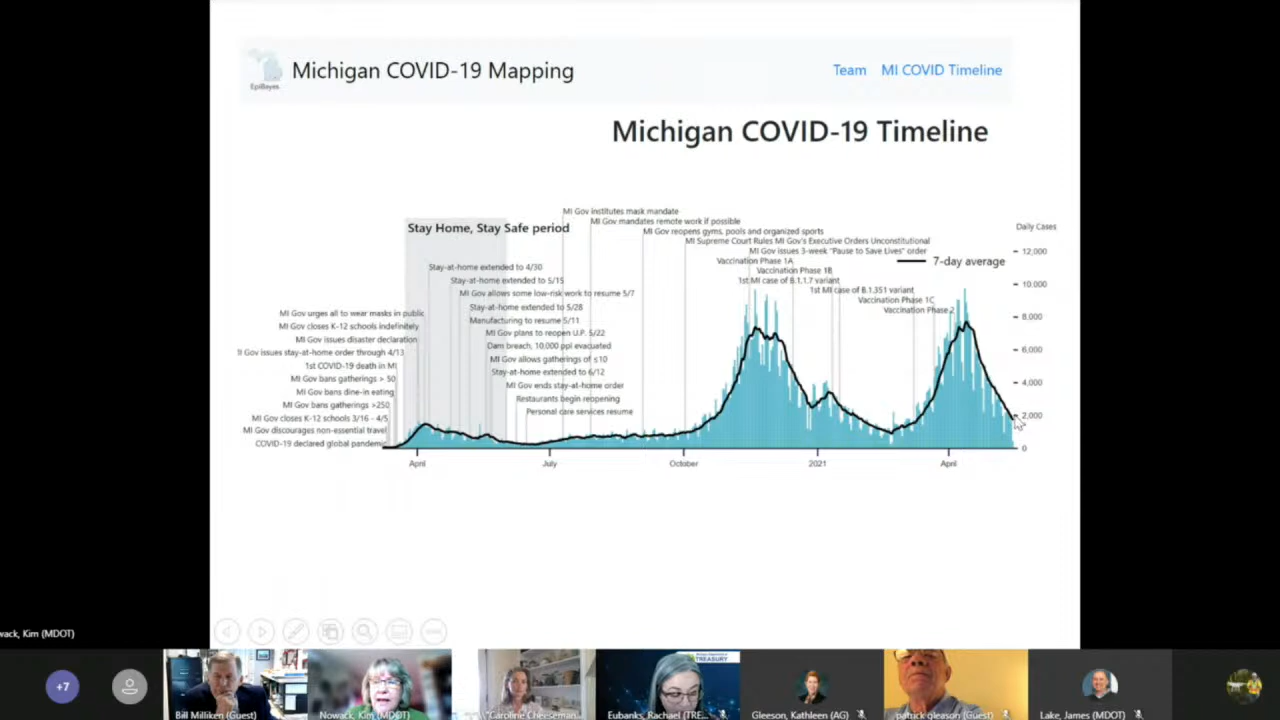 EpiBayes
Michigan COVID-19 Mapping
Team
MI COVID Timeline
Michigan COVID-19 Timeline
MI Gov institutes mask mandate
MI Gov mandates remote work if possible
Stay Home, Stay Safe period
MI Gov reopens gyms, pools and organized sports
Daily Cases
MI Supreme Court Rules MI Gov's Executive Orders Unconstitutional
MI Gov issues 3-week "Pause to Save Lives" order
12,000
Vaccination Phase 1A
7-day average
Stay-at-home extended to 4/30
Vaccination Phase 1B
Stay-at-home extended to 5/15
1st MI case of B.1.1.7 variant
10,000
MI Gov allows some low-risk work to resume 5/7
1st MI case of B.1.351 variant
Vaccination Phase 1C
Stay-at-home extended to 5/28
Vaccination Phase 2
MI Gov urges all to wear masks in public
8,000
Manufacturing to resume 5/11
MI Gov closes K-12 schools indefinitely
MI Gov plans to reopen U.P. 5/22
MI Gov issues disaster declaration
Dam breach, 10,000 ppl evacuated
I Gov issues stay-at-home order through 4/13
6,000
MI Gov allows gatherings of ≤10
1st COVID-19 death in MI
Stay-at-home extended to 6/12
MI Gov bans gatherings > 50
4,000
MI Gov ends stay-at-home order
MI Gov bans dine-in eating
Restaurants begin reopening
MI Gov bans gatherings >250
Personal care services resume
MI Gov closes K-12 schools 3/16 - 4/5
2,000
MI Gov discourages non-essential travel
COVID-19 declared global pandemic
0
April
July
October
2021
April
wack, Kim (MDOT)
+7
TREASURY
Bill Milliken (Guest)
Nowack, Kim (MDOT)
Caroline Cheeseman...
Eubanks, Rachael (TRE...
Gleeson, Kathleen (AG)
patrick gleason (Guest)
Lake, James (MDOT)